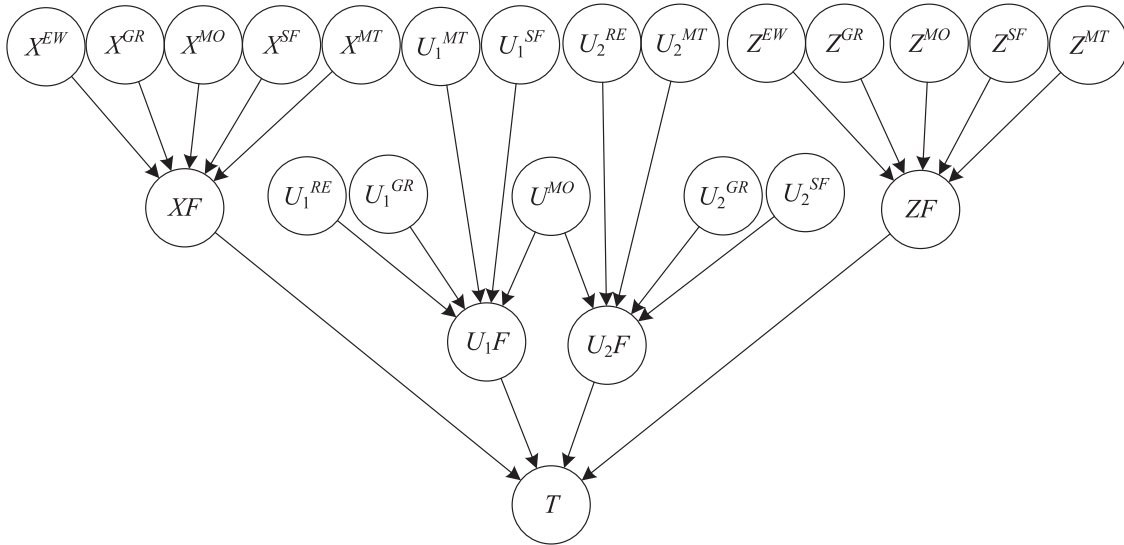 X^EW X^GR X^MO X^SF X^MT U₁^MT U₁^SF U₂^RE U₂^MT Z^EW Z^GR Z^MO Z^SF Z^MT
U₁^RE U₁^GR U^MO U₂^GR U₂^SF
XF ZF
U₁F U₂F
T